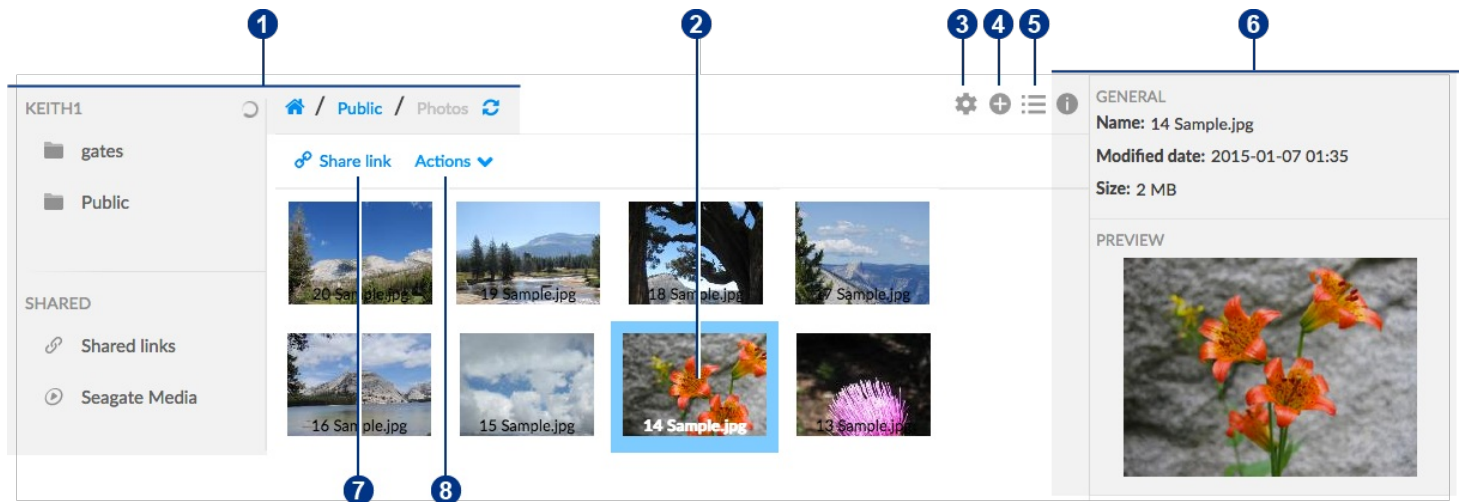 1 2 3 4 5 6
KEITH1
gates
Public
SHARED
Shared links
Seagate Media
/ Public / Photos
Share link Actions
20 Sample.jpg 19 Sample.jpg 18 Sample.jpg 17 Sample.jpg
16 Sample.jpg 15 Sample.jpg 14 Sample.jpg 13 Sample.jpg
7 8
GENERAL
Name: 14 Sample.jpg
Modified date: 2015-01-07 01:35
Size: 2 MB
PREVIEW